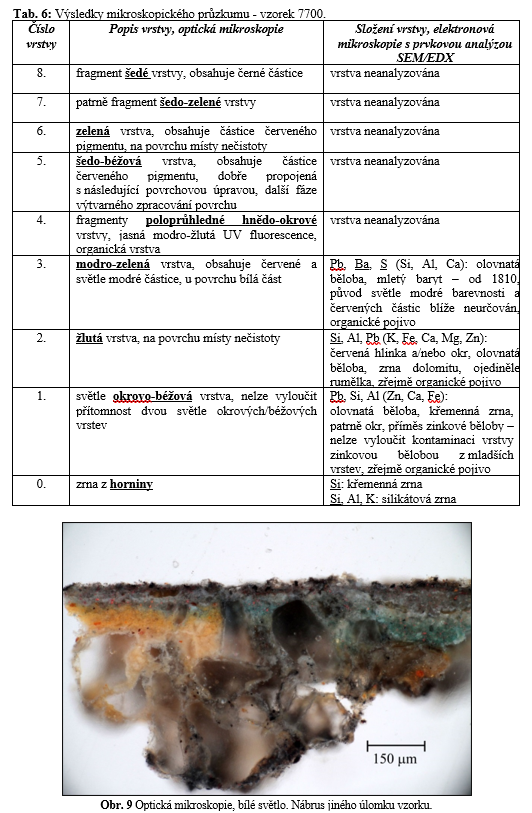 Tab. 6: Výsledky mikroskopického průzkumu - vzorek 7700.
Číslo vrstvy Popis vrstvy, optická mikroskopie Složení vrstvy, elektronová mikroskopie s prvkovou analýzou SEM/EDX
8. fragment šedé vrstvy, obsahuje černé částice vrstva neanalyzována
7. patrně fragment šedo-zelené vrstvy vrstva neanalyzována
6. zelená vrstva, obsahuje částice červeného vrstva neanalyzována
pigmentu, na povrchu místy nečistoty
5. šedo-béžová vrstva, obsahuje částice vrstva neanalyzována
červeného pigmentu, dobře propojená
s následující povrchovou úpravou, další fáze
výtvarného zpracování povrchu
4. fragmenty poloprůhledné hnědo-okrové vrstva neanalyzována
vrstvy, jasná modro-žlutá UV fluorescence,
organická vrstva
3. modro-zelená vrstva, obsahuje červené a
světle modré částice, u povrchu bílá část
Pb, Ba, S (Si, Al, Ca): olovnatá
běloba, mletý baryt – od 1810,
původ světle modré barevnosti a
červených částic blíže neurčován,
organické pojivo
2. žlutá vrstva, na povrchu místy nečistoty
Si, Al, Pb (K, Fe, Ca, Mg, Zn):
červená hlinka a/nebo okr, olovnatá
běloba, zrna dolomitu, ojediněle
rumělka, zřejmě organické pojivo
1. světle okrovo-béžová vrstva, nelze vyloučit
přítomnost dvou světle okrových/béžových
vrstev
Pb, Si, Al (Zn, Ca, Fe):
olovnatá běloba, křemenná zrna,
patrně okr, příměs zinkové běloby –
nelze vyloučit kontaminaci vrstvy
zinkovou bělobou z mladších
vrstev, zřejmě organické pojivo
0. zrna z horniny
Si: křemenná zrna
Si, Al, K: silikátová zrna
150 µm
Obr. 9 Optická mikroskopie, bílé světlo. Nábrus jiného úlomku vzorku.